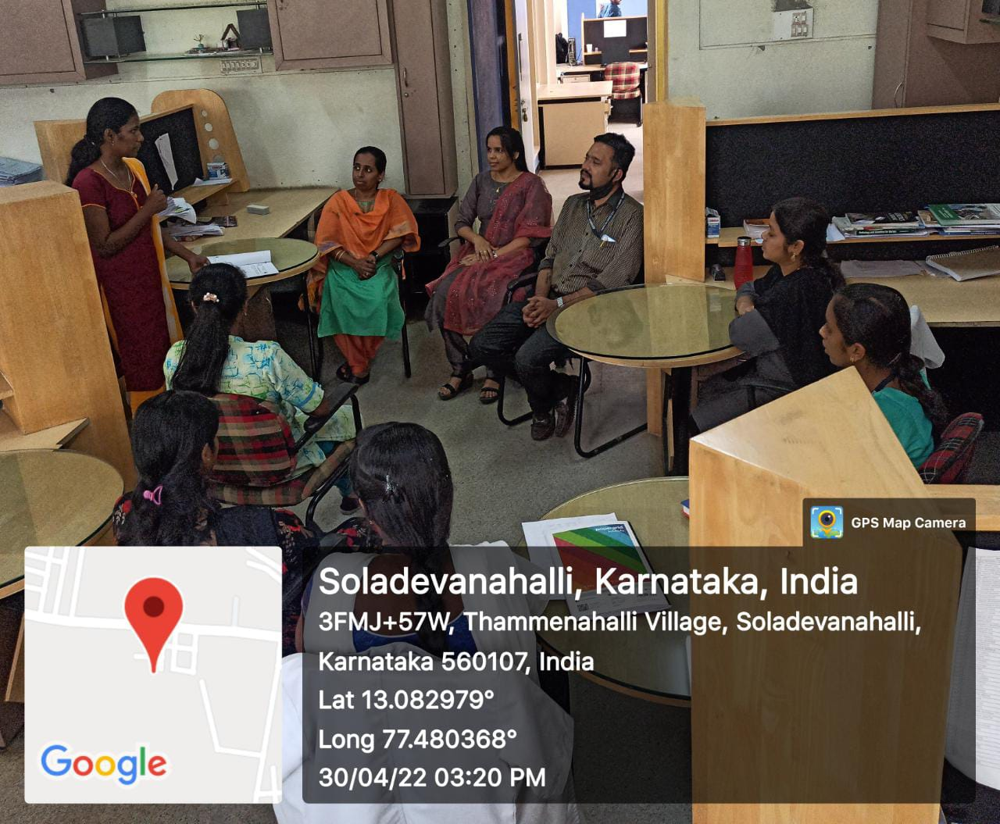 GPS Map Camera
Soladevanahalli, Karnataka, India
3FMJ+57W, Thammenahalli Village, Soladevanahalli,
Karnataka 560107, India
Lat 13.082979°
Long 77.480368°
30/04/22 03:20 PM
Google